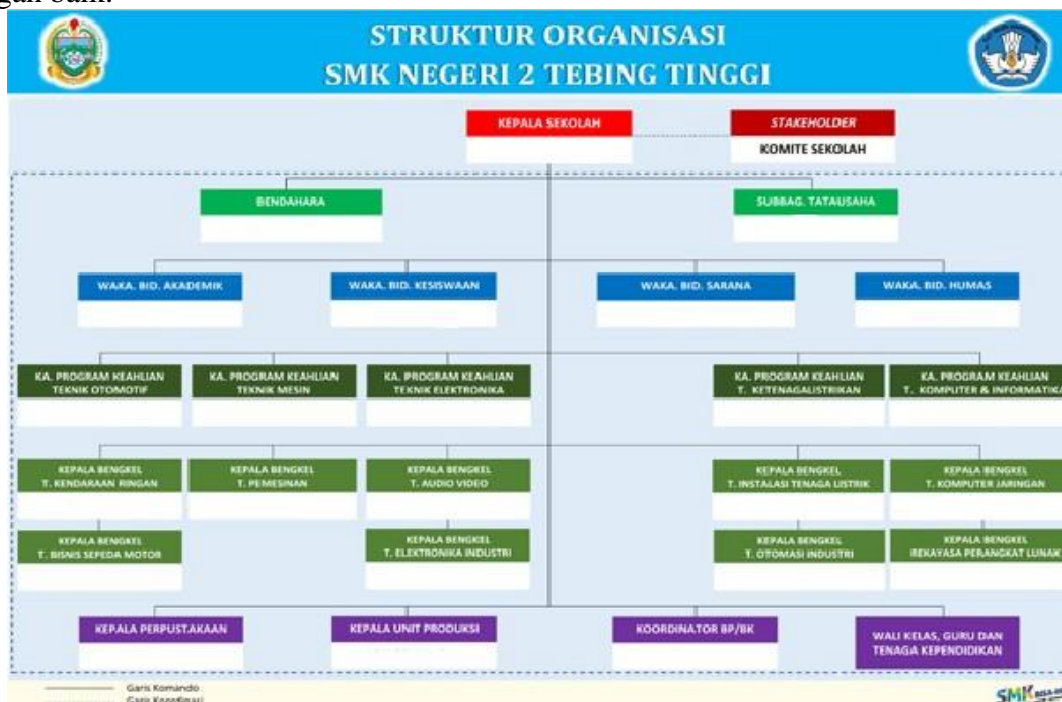 gan baik.
STRUKTUR ORGANISASI
SMK NEGERI 2 TEBING TINGGI
KEPALA SEKOLAH
STAKEHOLDER
KOMITE SEKOLAH
BENDAHARA
SUBBAG. TATAUSAHA
WAKA. BID. AKADEMIK
WAKA. BID. KESISWAAN
WAKA. BID. SARANA
WAKA. BID. HUMAS
KA. PROGRAM KEAHLIAN
TEKNIK OTOMOTIF
KA. PROGRAM KEAHLIAN
TEKNIK MESIN
KA. PROGRAM KEAHLIAN
TEKNIK ELEKTRONIKA
KA. PROGRAM KEAHLIAN
T. KETENAGALISTRIKAN
KA. PROGRAM KEAHLIAN
T. KOMPUTER & INFORMATIKA
KEPALA BENGKEL
T. KENDARAAN RINGAN
KEPALA BENGKEL
T. PEMESINAN
KEPALA BENGKEL
T. AUDIO VIDEO
KEPALA BENGKEL
T. INSTALASI TENAGA LISTRIK
KEPALA BENGKEL
T. KOMPUTER JARINGAN
KEPALA BENGKEL
T. BISNIS SEPEDA MOTOR
KEPALA BENGKEL
T. ELEKTRONIKA INDUSTRI
KEPALA BENGKEL
T. OTOMASI INDUSTRI
KEPALA BENGKEL
REKAYASA PERANGKAT LUNAK
KEPALA PERPUSTAKAAN
KEPALA UNIT PRODUKSI
KOORDINATOR BP/BK
WALI KELAS, GURU DAN
TENAGA KEPENDIDIKAN
Garis Komando
Garis Koordinasi
SMK